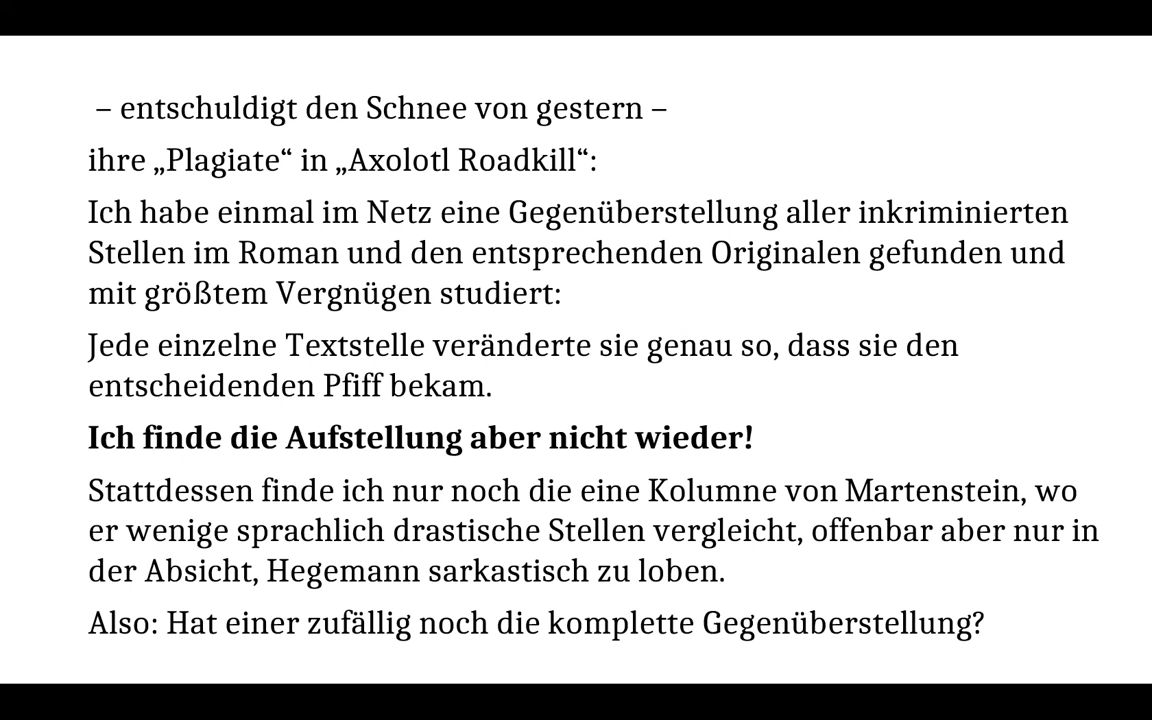 – entschuldigt den Schnee von gestern –
ihre „Plagiate“ in „Axolotl Roadkill“:
Ich habe einmal im Netz eine Gegenüberstellung aller inkriminierten
Stellen im Roman und den entsprechenden Originalen gefunden und
mit größtem Vergnügen studiert:
Jede einzelne Textstelle veränderte sie genau so, dass sie den
entscheidenden Pfiff bekam.
Ich finde die Aufstellung aber nicht wieder!
Stattdessen finde ich nur noch die eine Kolumne von Martenstein, wo
er wenige sprachlich drastische Stellen vergleicht, offenbar aber nur in
der Absicht, Hegemann sarkastisch zu loben.
Also: Hat einer zufällig noch die komplette Gegenüberstellung?